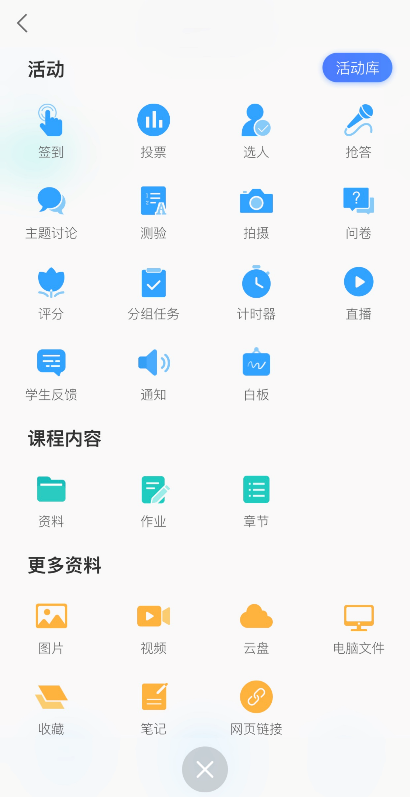 活动
活动库
签到 投票 选人 抢答
主题讨论 测验 拍摄 问卷
评分 分组任务 计时器 直播
学生反馈 通知 白板
课程内容
资料 作业 章节
更多资料
图片 视频 云盘 电脑文件
收藏 笔记 网页链接